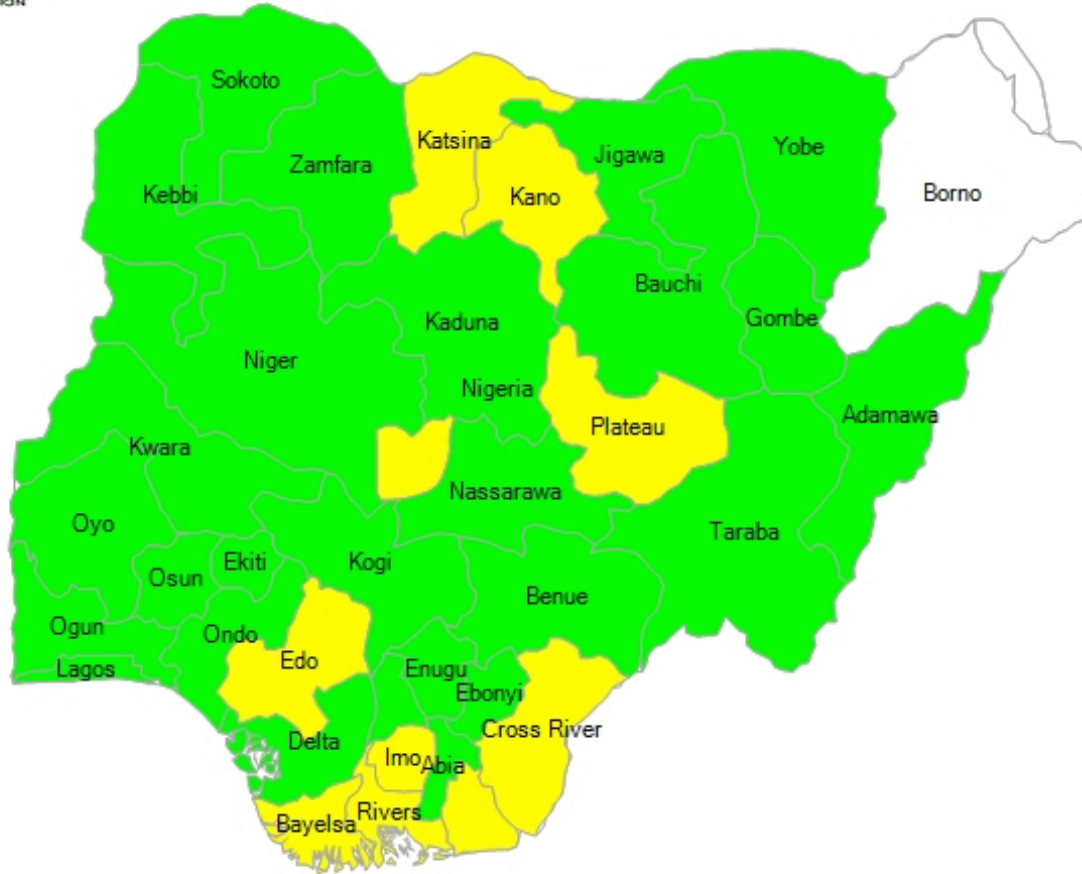 Sokoto
Katsina
Yobe
Jigawa
Zamfara
Kebbi
Kano
Borno
Bauchi
Gombe
Kaduna
Niger
Nigeria
Adamawa
Plateau
Kwara
Nassarawa
Oyo
Taraba
Ekiti
Kogi
Osun
Benue
Ogun
Ondo
Edo
Lagos
Enugu
Ebonyi
Cross River
Delta
Imo
Abia
Rivers
Bayelsa